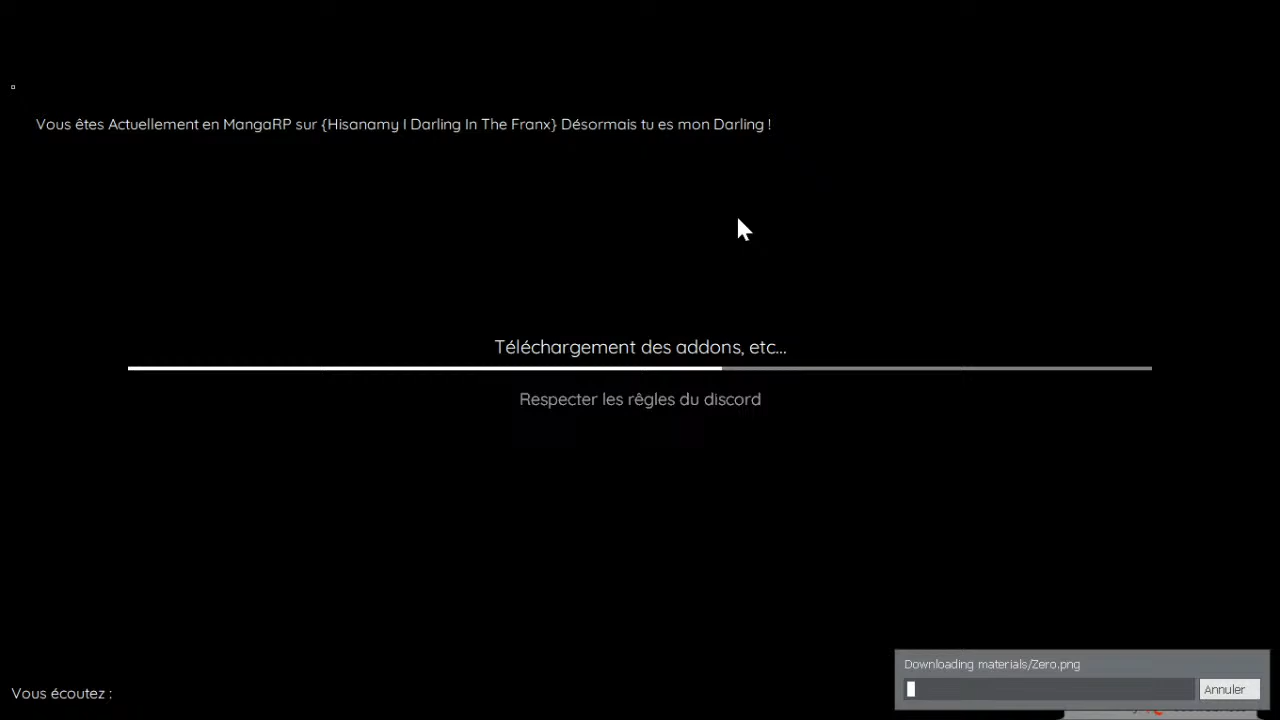 Vous êtes Actuellement en MangaRP sur {Hisanamy I Darling In The Franx} Désormais tu es mon Darling !
Téléchargement des addons, etc...
Respecter les rêgles du discord
Downloading materials/Zero.png
Annuler
Vous écoutez :